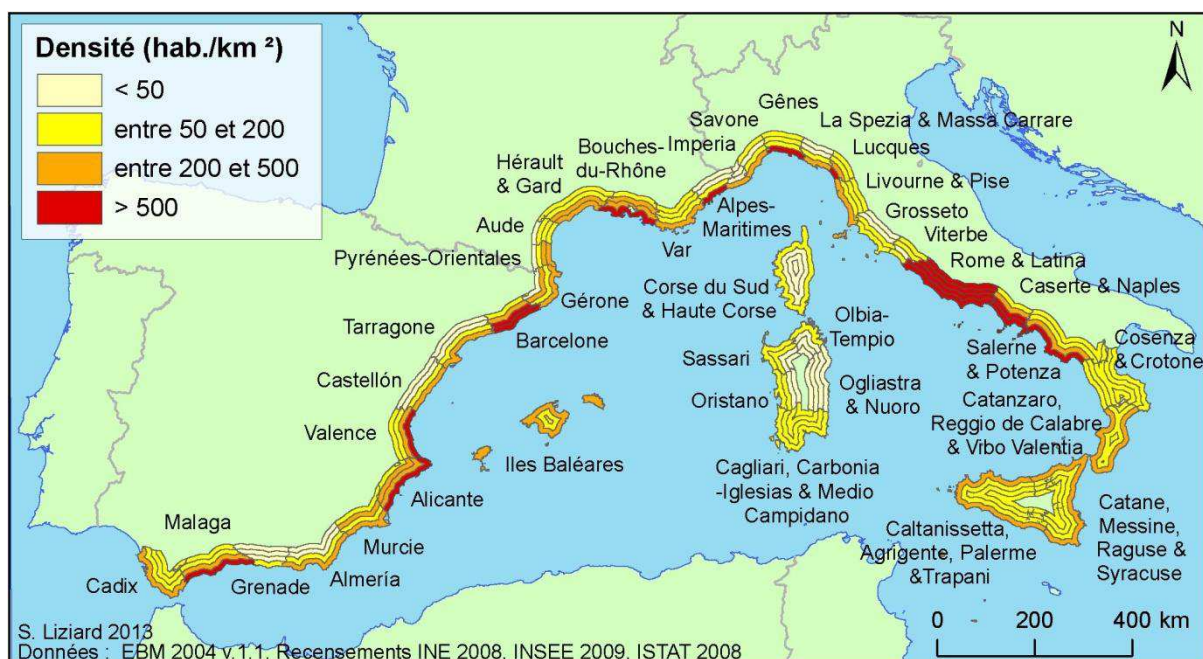 Densité (hab./km ²)
< 50
entre 50 et 200
entre 200 et 500
> 500
N
Gênes
Savone
La Spezia & Massa Carrare
Imperia
Lucques
Bouches-
du-Rhône
Hérault
& Gard
Livourne & Pise
Grosseto
Aude
Alpes-
Maritimes
Viterbe
Var
Rome & Latina
Pyrénées-Orientales
Caserte & Naples
Corse du Sud
& Haute Corse
Gérone
Olbia-
Tempio
Tarragone
Barcelone
Cosenza
& Crotone
Salerne
& Potenza
Sassari
Castellón
Ogliastra
& Nuoro
Oristano
Catanzaro,
Reggio de Calabre
& Vibo Valentia
Valence
Iles Baléares
Cagliari, Carbonia
-Iglesias & Medio
Campidano
Alicante
Catane,
Messine,
Raguse &
Syracuse
Malaga
Murcie
Caltanissetta,
Agrigente, Palerme
&Trapani
Cadix
Grenade
Almería
0 200 400 km
S. Liziard 2013
Données : EBM 2004 v.1.1, Recensements INE 2008, INSEE 2009, ISTAT 2008